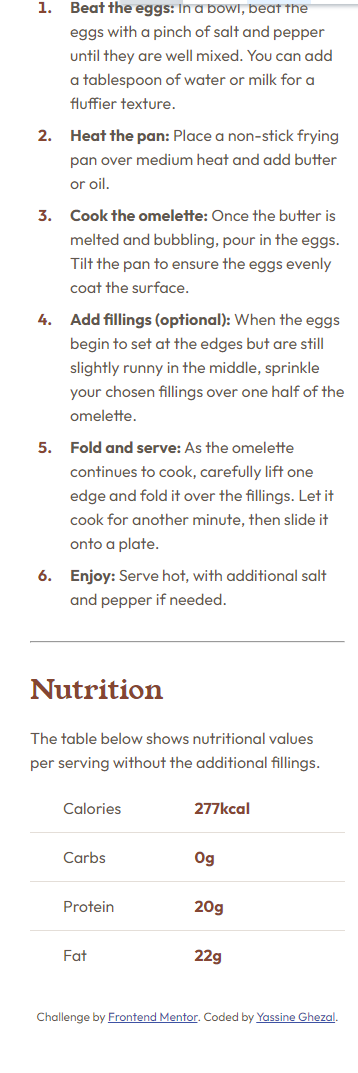 1. Beat the eggs: In a bowl, beat the
eggs with a pinch of salt and pepper
until they are well mixed. You can add
a tablespoon of water or milk for a
fluffier texture.
2. Heat the pan: Place a non-stick frying
pan over medium heat and add butter
or oil.
3. Cook the omelette: Once the butter is
melted and bubbling, pour in the eggs.
Tilt the pan to ensure the eggs evenly
coat the surface.
4. Add fillings (optional): When the eggs
begin to set at the edges but are still
slightly runny in the middle, sprinkle
your chosen fillings over one half of the
omelette.
5. Fold and serve: As the omelette
continues to cook, carefully lift one
edge and fold it over the fillings. Let it
cook for another minute, then slide it
onto a plate.
6. Enjoy: Serve hot, with additional salt
and pepper if needed.
Nutrition
The table below shows nutritional values
per serving without the additional fillings.
Calories 277kcal
Carbs 0g
Protein 20g
Fat 22g
Challenge by Frontend Mentor. Coded by Yassine Ghezal.